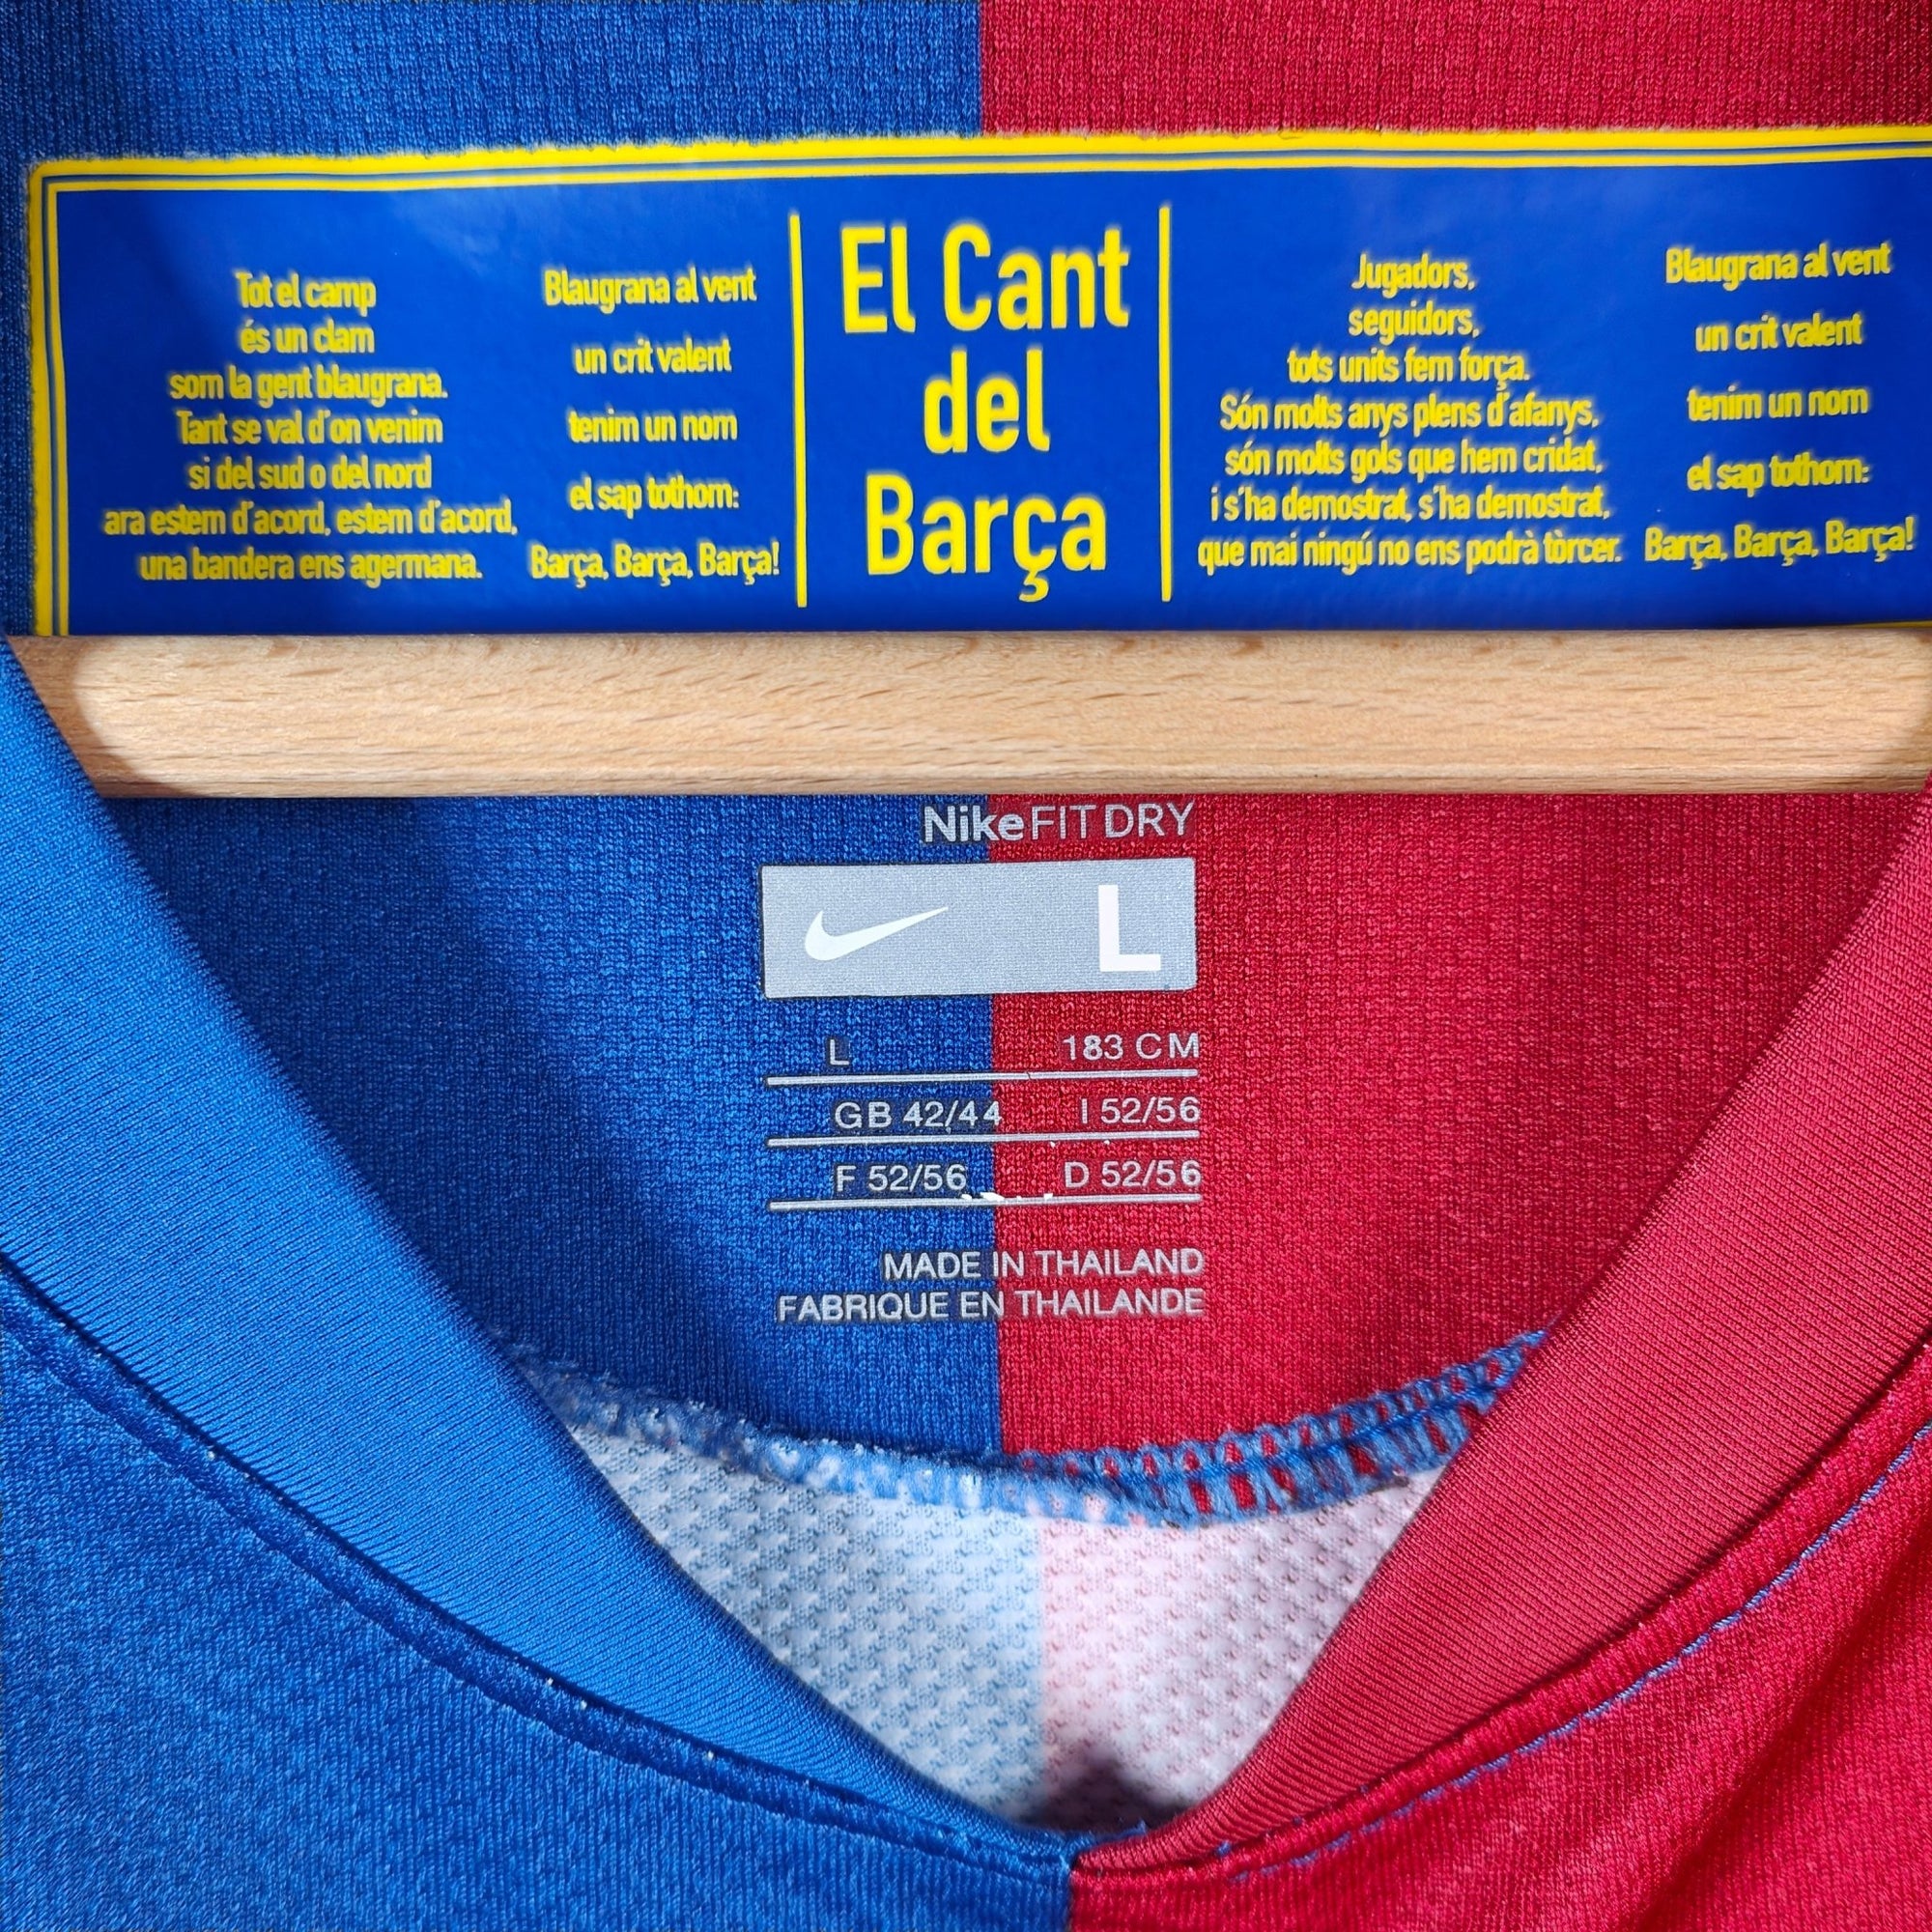 Tot el camp
és un clam
som la gent blaugrana.
Tant se val d'on venim
si del sud o del nord
ara estem d'acord, estem d'acord,
una bandera ens agermana.
Blaugrana al vent
un crit valent
tenim un nom
el sap tothom:
Barça, Barça, Barça!
El Cant
del
Barça
Jugadors,
seguidors,
tots units fem força.
Són molts anys plens d'afanys,
són molts gols que hem cridat,
i s'ha demostrat, s'ha demostrat,
que mai ningú no ens podrà tòrcer.
Blaugrana al vent
un crit valent
tenim un nom
el sap tothom:
Barça, Barça, Barça!
NikeFITDRY
L
L 183 CM
GB 42/44 I 52/56
F 52/56 D 52/56
MADE IN THAILAND
FABRIQUE EN THAILANDE